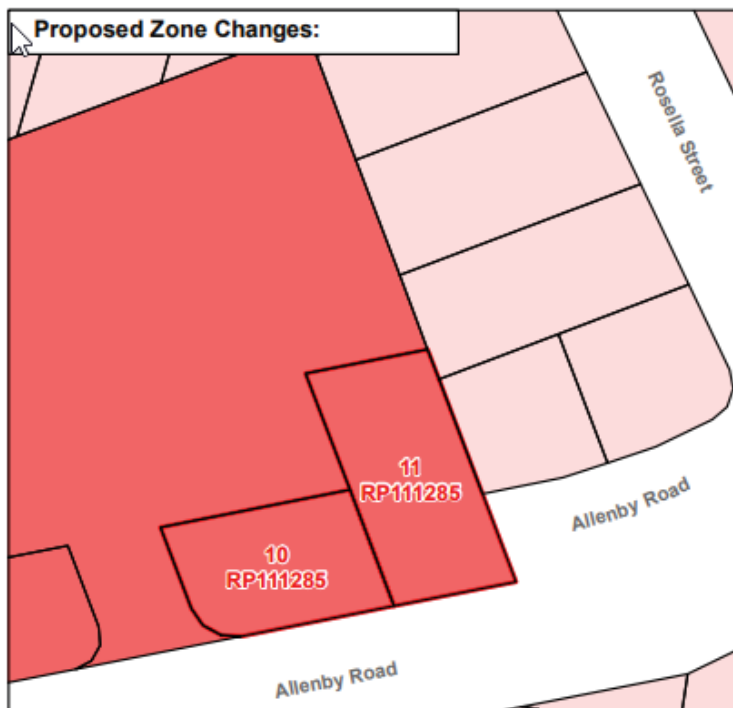 Proposed Zone Changes:
Rosella Street
11
RP111285
Allenby Road
10
RP111285
Allenby Road